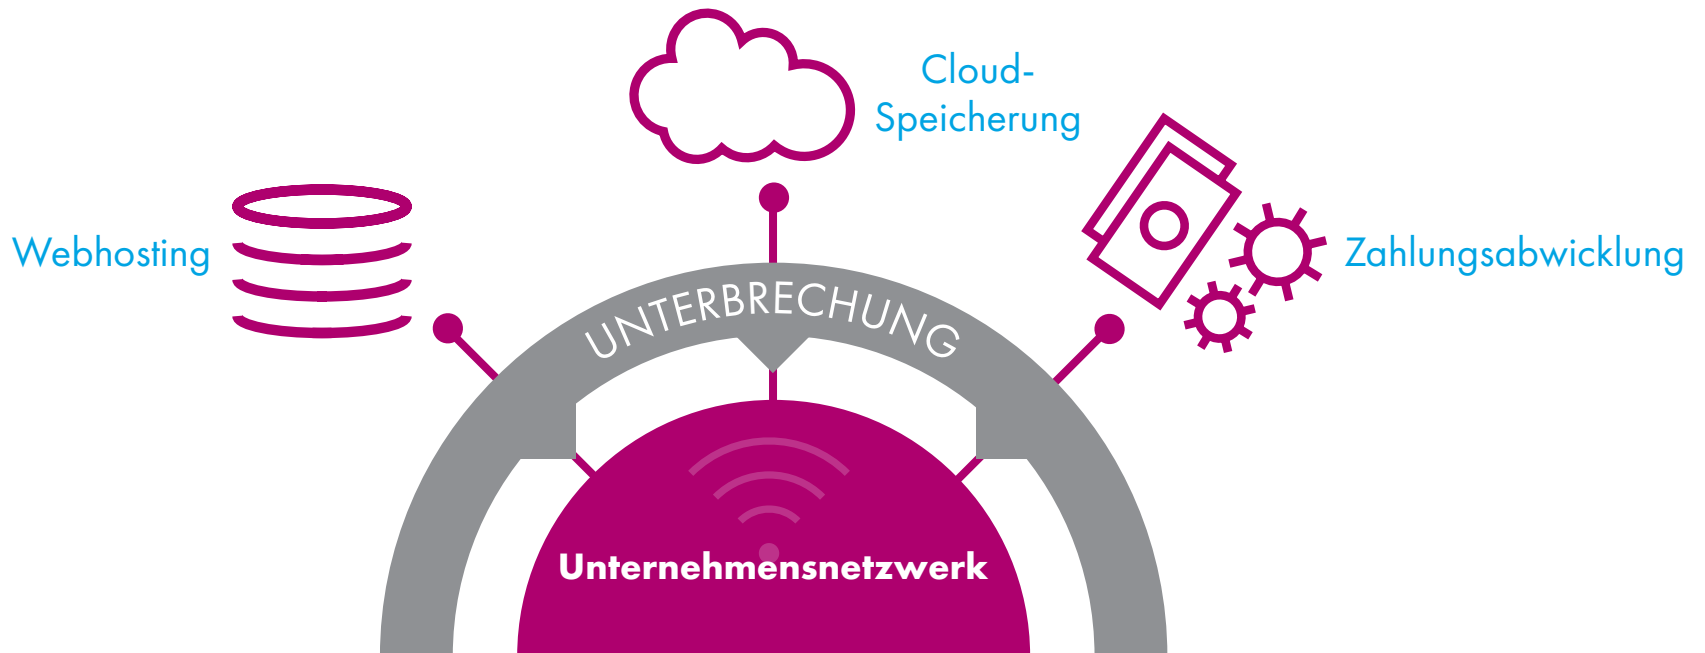 Cloud-
Speicherung
Webhosting
Zahlungsabwicklung
UNTERBRECHUNG
Unternehmensnetzwerk